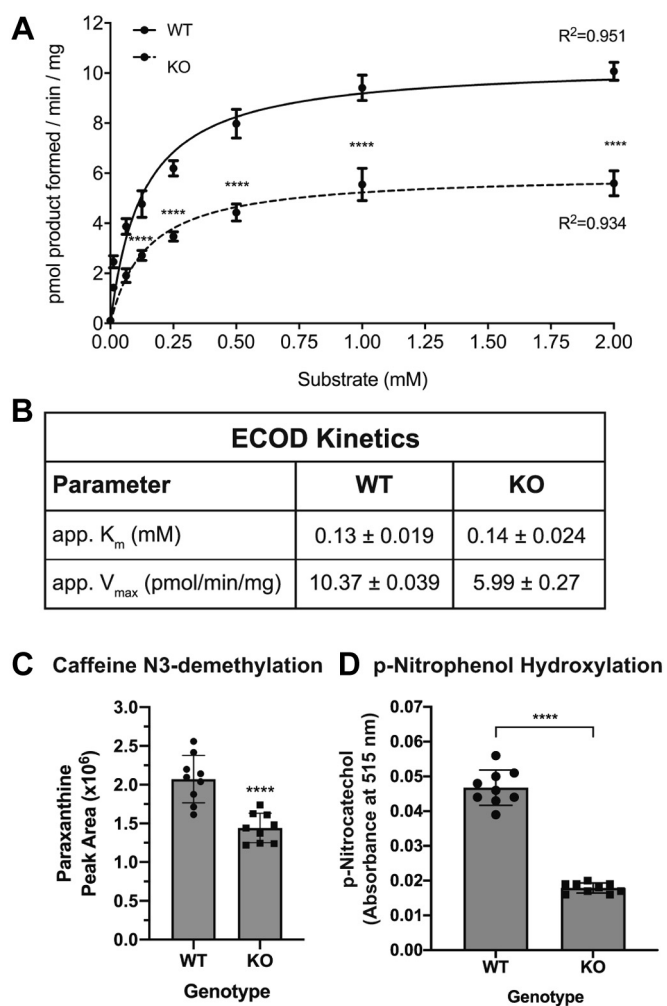 A
pmol product formed / min / mg
12
10
8
6
4
2
0
WT
KO
R²=0.951
****
****
****
****
****
R²=0.934
0.00 0.25 0.50 0.75 1.00 1.25 1.50 1.75 2.00
Substrate (mM)
B
ECOD Kinetics
Parameter WT KO
app. Kₘ (mM) 0.13 ± 0.019 0.14 ± 0.024
app. Vmax (pmol/min/mg) 10.37 ± 0.039 5.99 ± 0.27
C Caffeine N3-demethylation
Paraxanthine
Peak Area (x10⁶)
3.0
2.5
2.0
1.5
1.0
0.5
0.0
****
WT KO
Genotype
D p-Nitrophenol Hydroxylation
p-Nitrocatechol
(Absorbance at 515 nm)
0.07
0.06
0.05
0.04
0.03
0.02
0.01
0.00
****
WT KO
Genotype